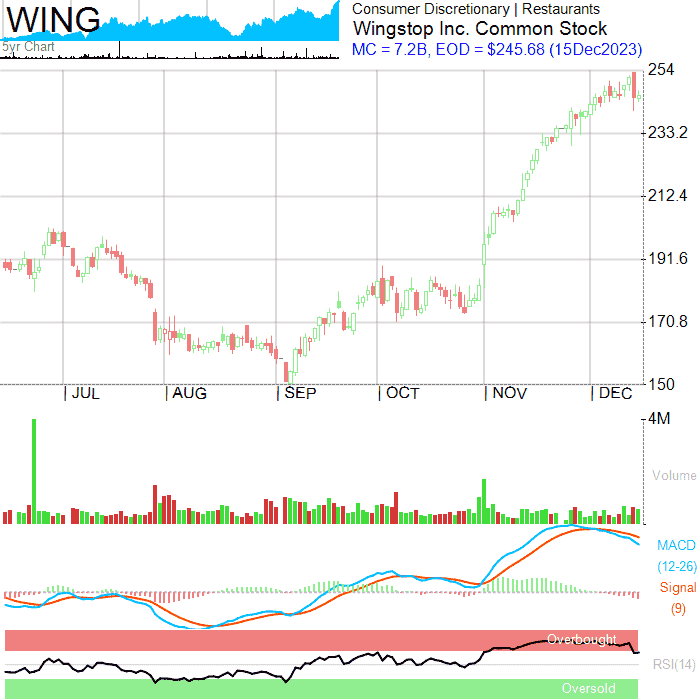 WING
5yr Chart
Consumer Discretionary | Restaurants
Wingstop Inc. Common Stock
MC = 7.2B, EOD = $245.68 (15Dec2023)
254
233.2
212.4
191.6
170.8
150
| JUL | AUG | SEP | OCT | NOV | DEC
4M
Volume
MACD
(12-26)
Signal
(9)
Overbought
RSI(14)
Oversold